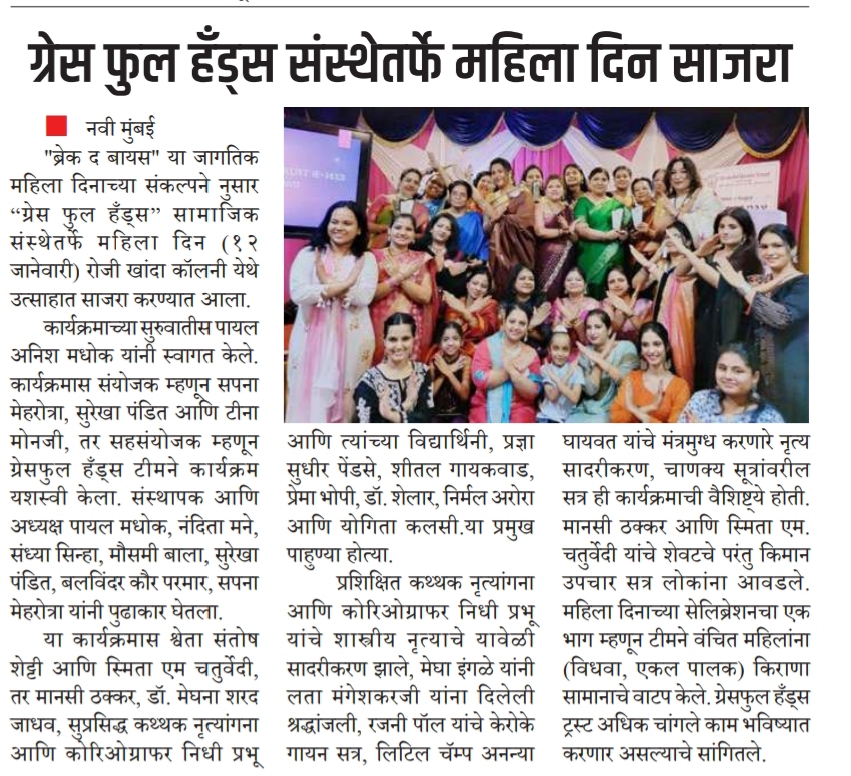 ग्रेस फुल हँड्स संस्थेतर्फे महिला दिन साजरा
नवी मुंबई
"ब्रेक द बायस" या जागतिक
महिला दिनाच्या संकल्पने नुसार
“ग्रेस फुल हँड्स” सामाजिक
संस्थेतर्फे महिला दिन (१२
जानेवारी) रोजी खांदा कॉलनी येथे
उत्साहात साजरा करण्यात आला.
कार्यक्रमाच्या सुरुवातीस पायल
अनिश मधोक यांनी स्वागत केले.
कार्यक्रमास संयोजक म्हणून सपना
मेहरोत्रा, सुरेखा पंडित आणि टीना
मोनजी, तर सहसंयोजक म्हणून
ग्रेसफुल हँड्स टीमने कार्यक्रम
यशस्वी केला. संस्थापक आणि
अध्यक्ष पायल मधोक, नंदिता मने,
संध्या सिन्हा, मौसमी बाला, सुरेखा
पंडित, बलविंदर कौर परमार, सपना
मेहरोत्रा यांनी पुढाकार घेतला.
या कार्यक्रमास श्वेता संतोष
शेट्टी आणि स्मिता एम चतुर्वेदी,
तर मानसी ठक्कर, डॉ. मेघना शरद
जाधव, सुप्रसिद्ध कथ्थक नृत्यांगना
आणि कोरिओग्राफर निधी प्रभू
आणि त्यांच्या विद्यार्थिनी, प्रज्ञा
सुधीर पेंडसे, शीतल गायकवाड,
प्रेमा भोपी, डॉ. शेलार, निर्मल अरोरा
आणि योगिता कलसी.या प्रमुख
पाहुण्या होत्या.
प्रशिक्षित कथ्थक नृत्यांगना
आणि कोरिओग्राफर निधी प्रभू
यांचे शास्त्रीय नृत्याचे यावेळी
सादरीकरण झाले, मेघा इंगळे यांनी
लता मंगेशकरजी यांना दिलेली
श्रद्धांजली, रजनी पॉल यांचे केरोके
गायन सत्र, लिटिल चॅम्प अनन्या
घायवत यांचे मंत्रमुग्ध करणारे नृत्य
सादरीकरण, चाणक्य सूत्रांवरील
सत्र ही कार्यक्रमाची वैशिष्ट्ये होती.
मानसी ठक्कर आणि स्मिता एम.
चतुर्वेदी यांचे शेवटचे परंतु किमान
उपचार सत्र लोकांना आवडले.
महिला दिनाच्या सेलिब्रेशनचा एक
भाग म्हणून टीमने वंचित महिलांना
(विधवा, एकल पालक) किराणा
सामानाचे वाटप केले. ग्रेसफुल हँड्स
ट्रस्ट अधिक चांगले काम भविष्यात
करणार असल्याचे सांगितले.